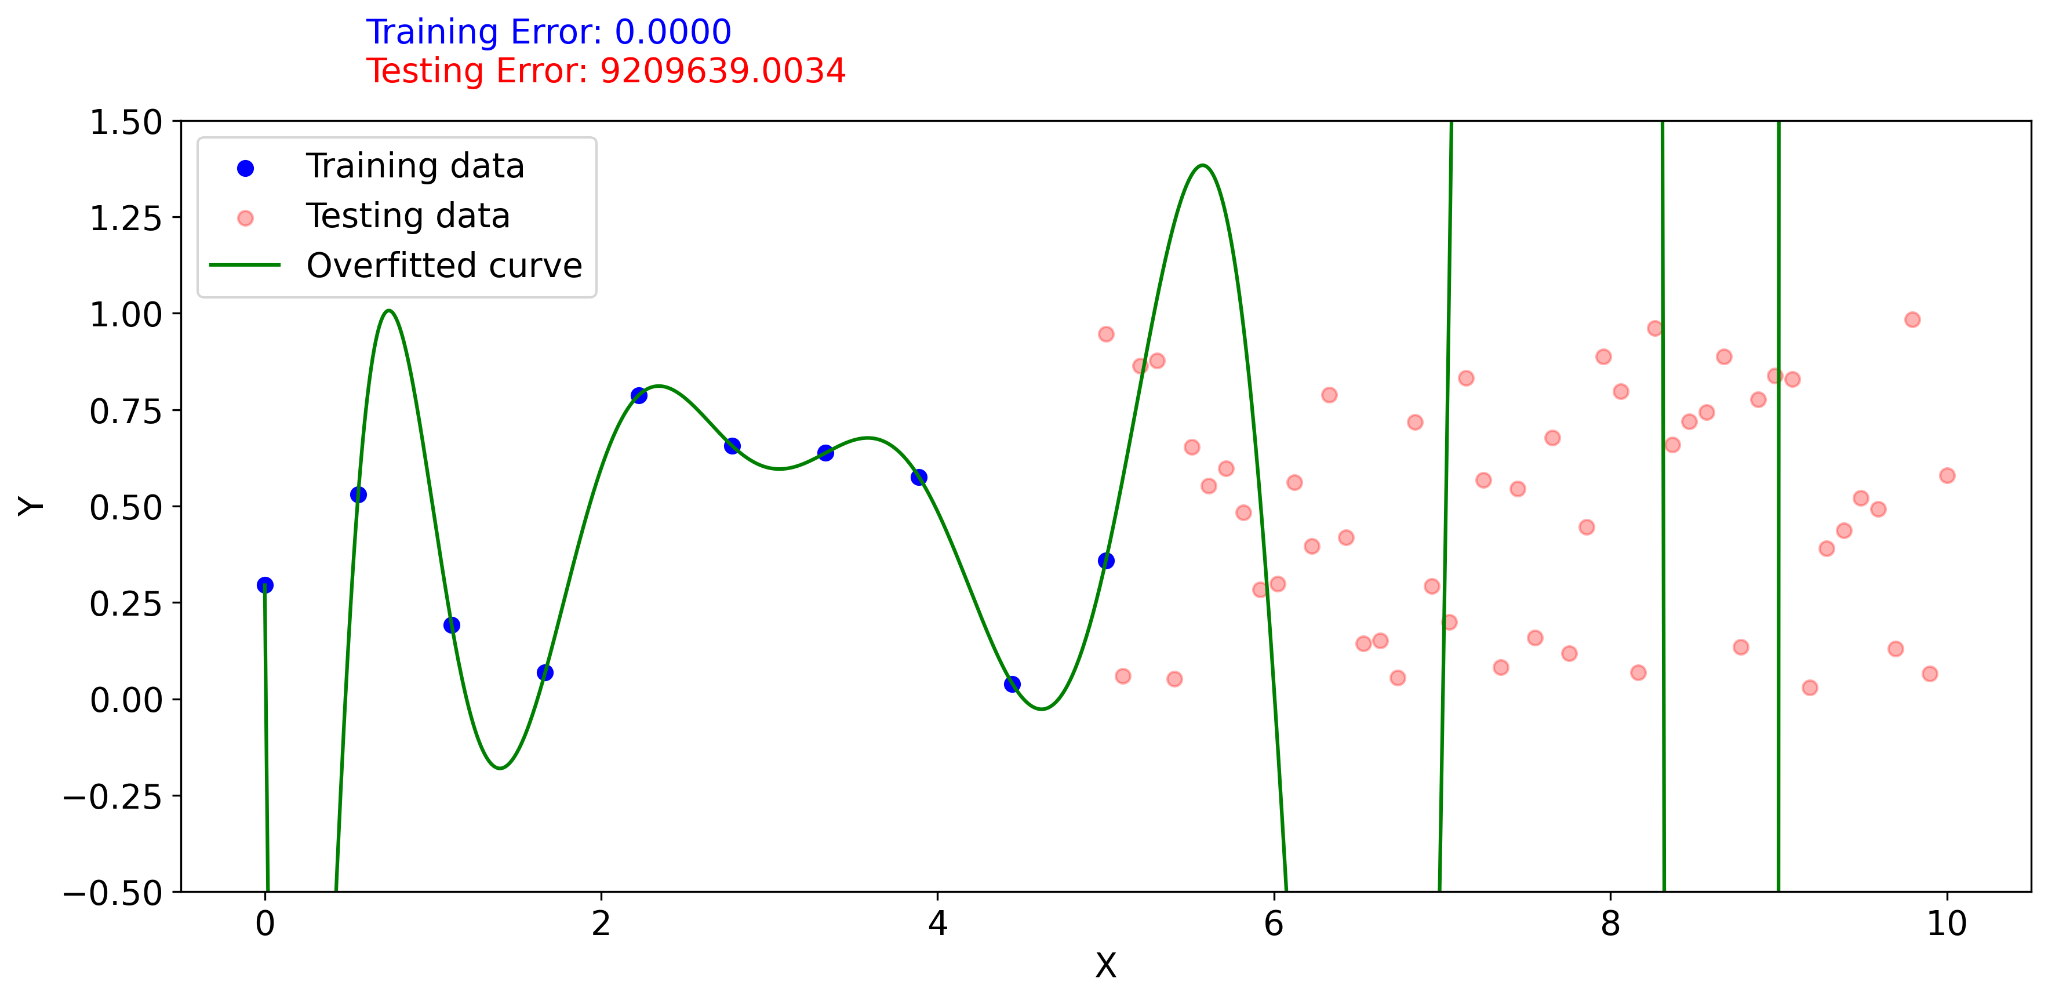 Training Error: 0.0000
Testing Error: 9209639.0034
1.50
1.25
1.00
0.75
0.50
0.25
0.00
−0.25
−0.50
Y
Training data
Testing data
Overfitted curve
0 2 4 6 8 10
X